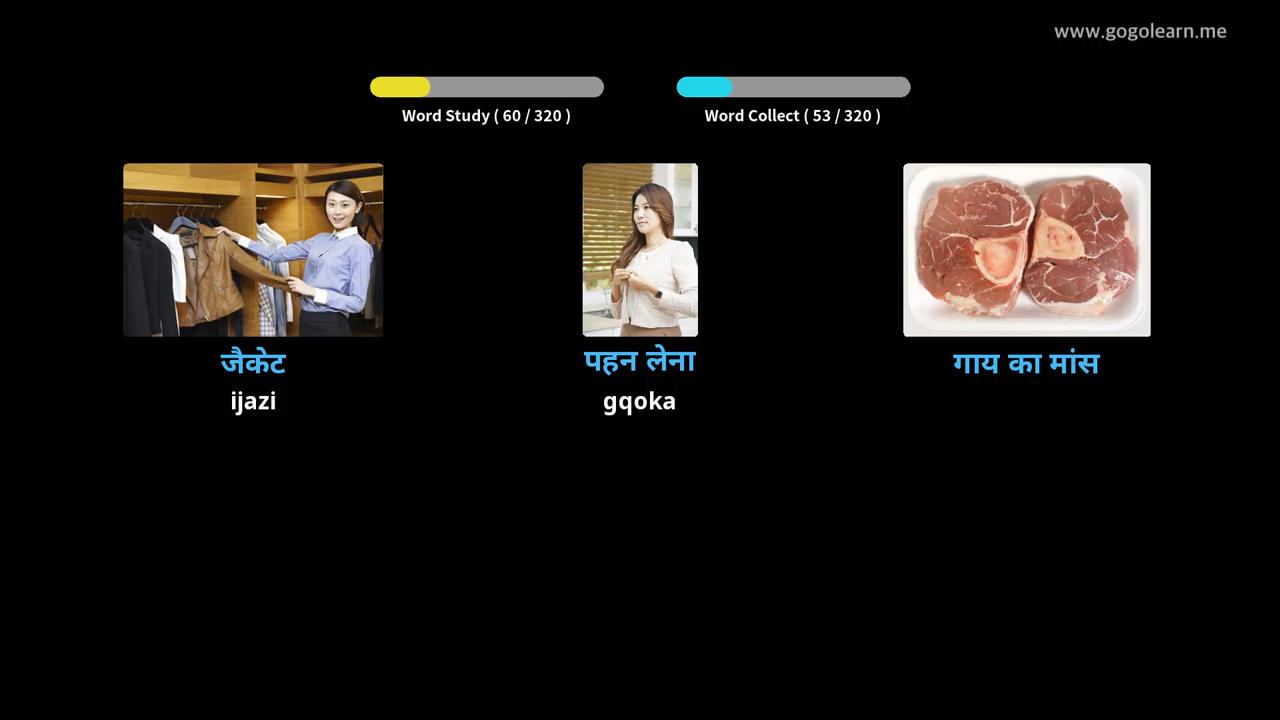 www.gogolearn.me
Word Study ( 60 / 320 )
Word Collect ( 53 / 320 )
जैकेट
ijazi
पहन लेना
gqoka
गाय का मांस